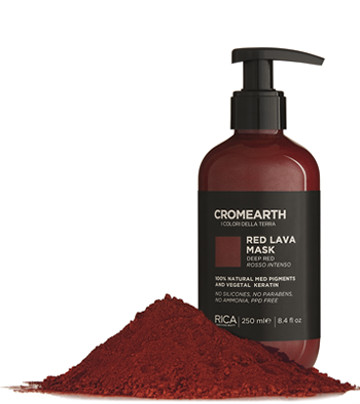 CROMEARTH
I COLORI DELLA TERRA
RED LAVA
MASK
DEEP RED
ROSSO INTENSO
100% NATURAL MED PIGMENTS
AND VEGETAL KERATIN
NO SILICONES, NO PARABENS,
NO AMMONIA, PPD FREE
RICA
250 ml e | 8.4 fl oz